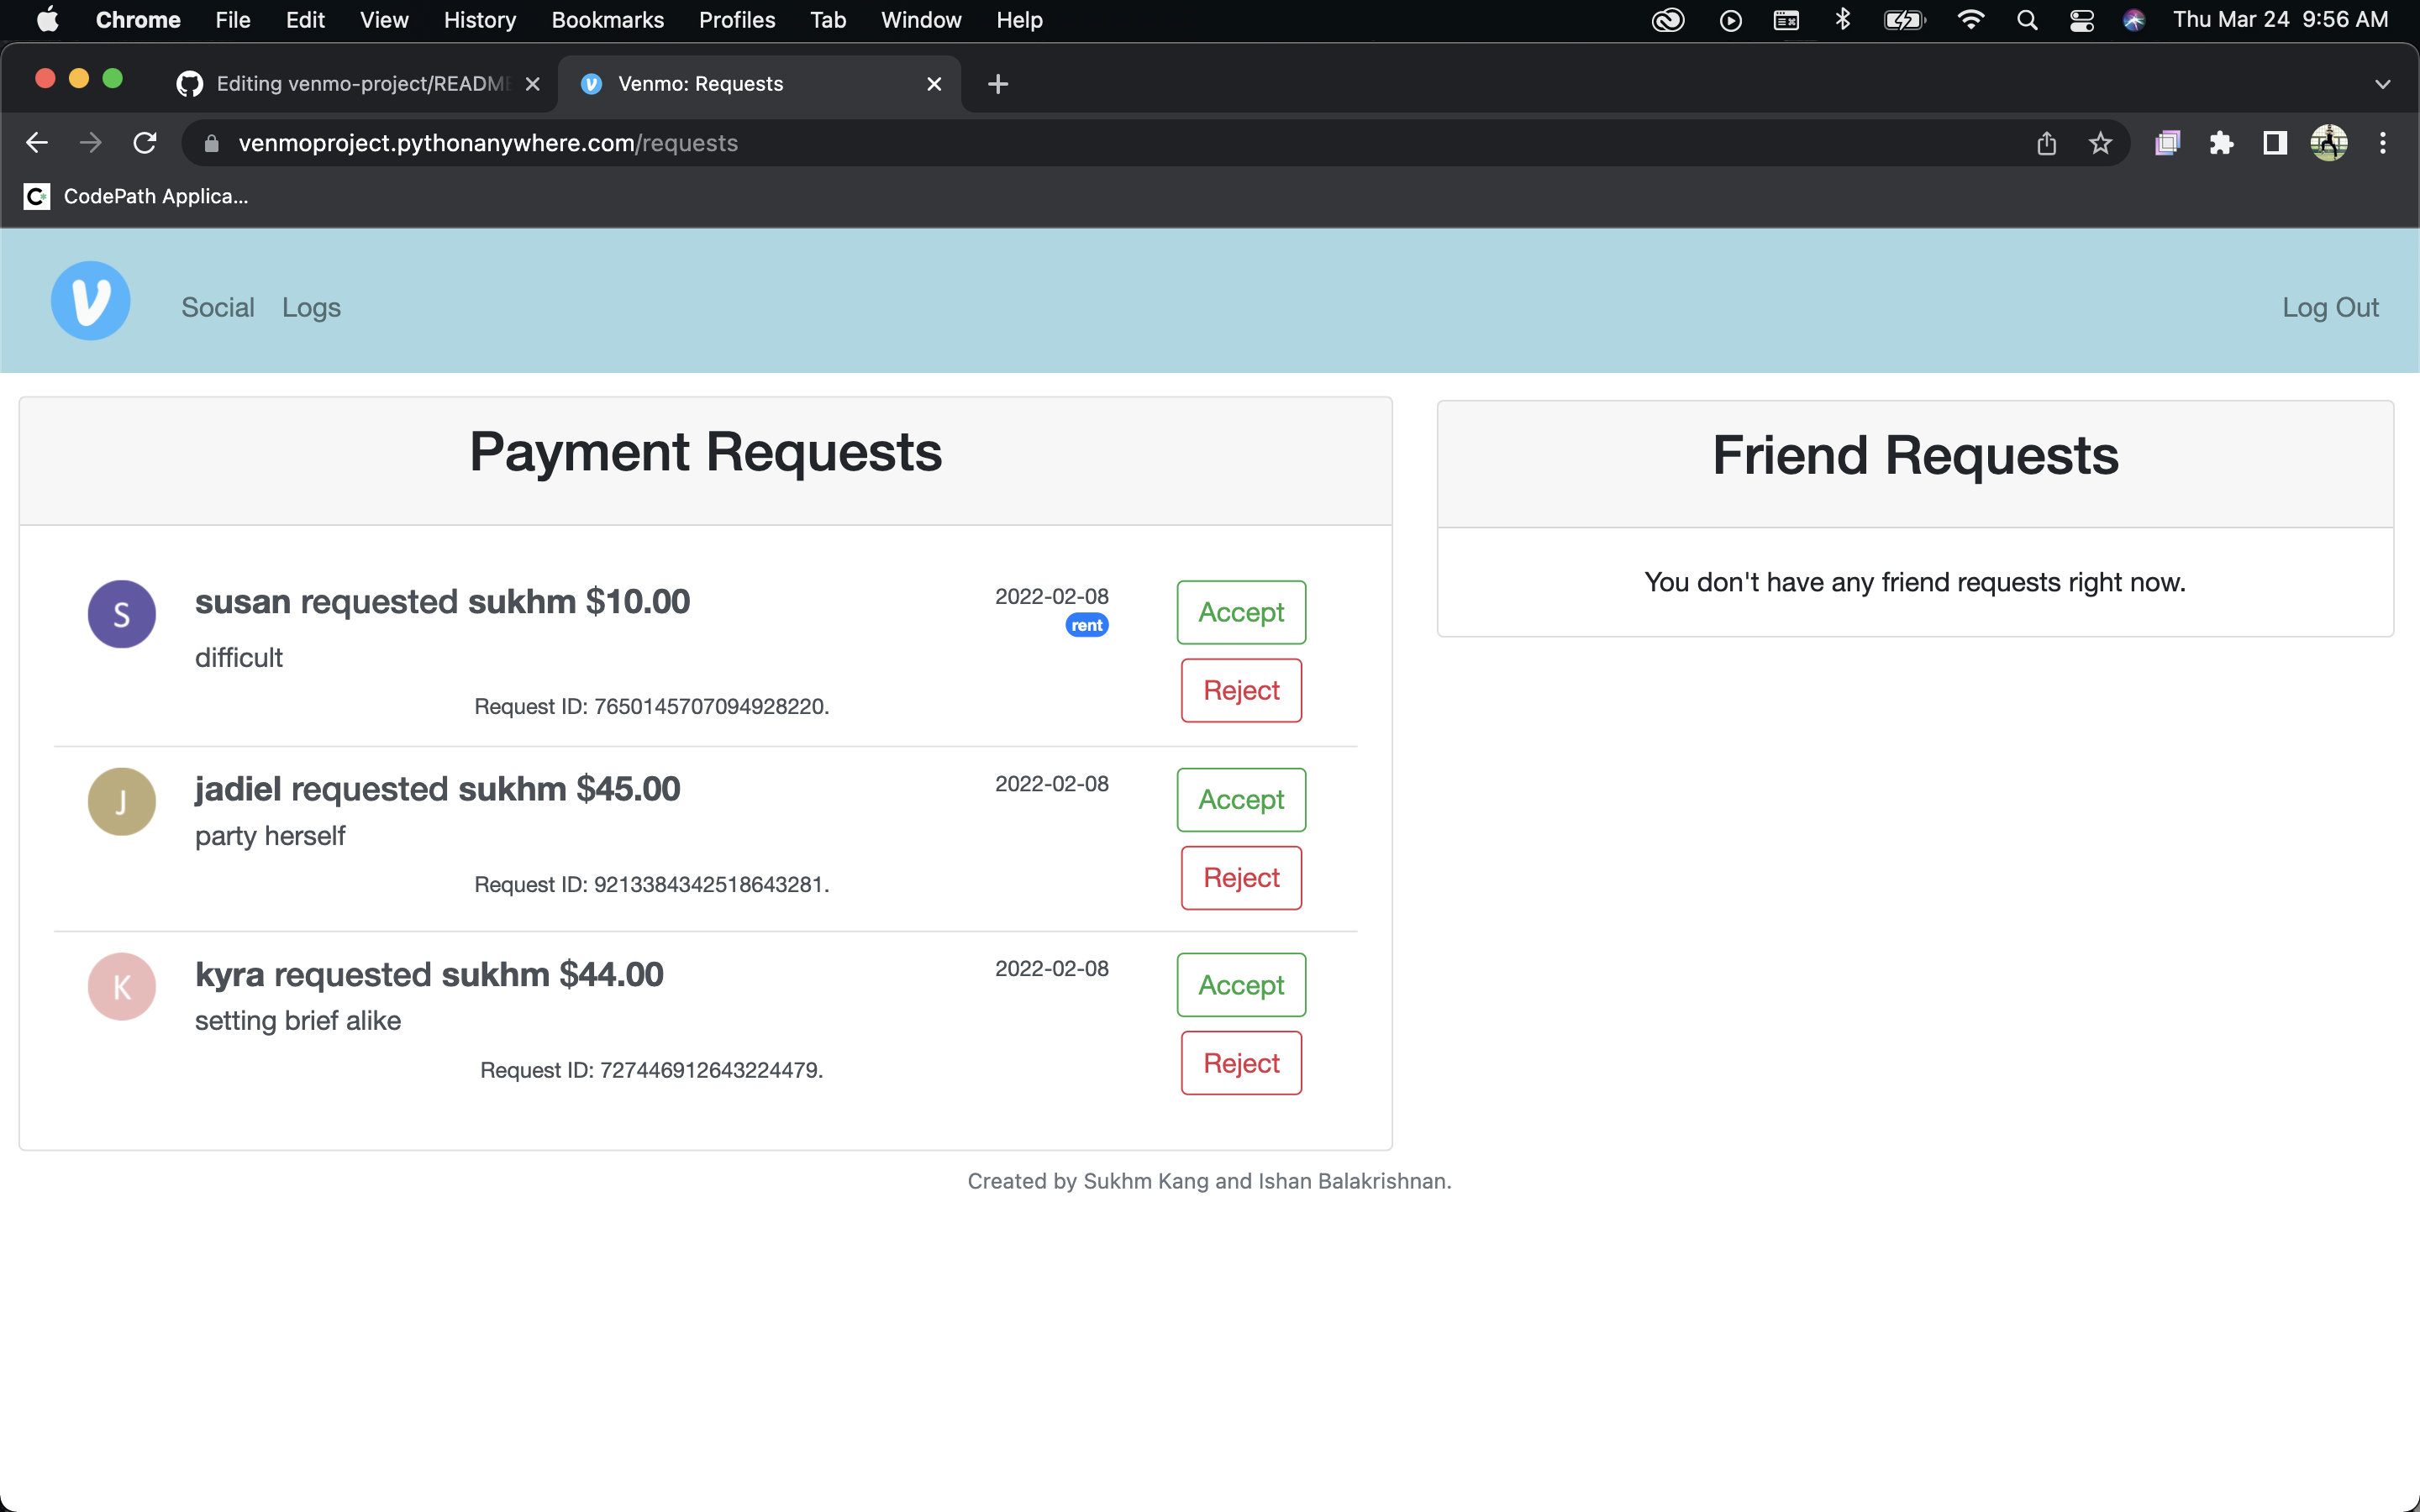 Chrome File Edit View History Bookmarks Profiles Tab Window Help Thu Mar 24 9:56 AM
Editing venmo-project/README Venmo: Requests
venmoproject.pythonanywhere.com/requests
CodePath Applica...
Social Logs Log Out
Payment Requests
susan requested sukhm $10.00 2022-02-08 Accept
S
rent
difficult
Reject
Request ID: 7650145707094928220.
jadiel requested sukhm $45.00 2022-02-08 Accept
J
party herself
Reject
Request ID: 9213384342518643281.
kyra requested sukhm $44.00 2022-02-08 Accept
K
setting brief alike
Reject
Request ID: 727446912643224479.
Friend Requests
You don't have any friend requests right now.
Created by Sukhm Kang and Ishan Balakrishnan.